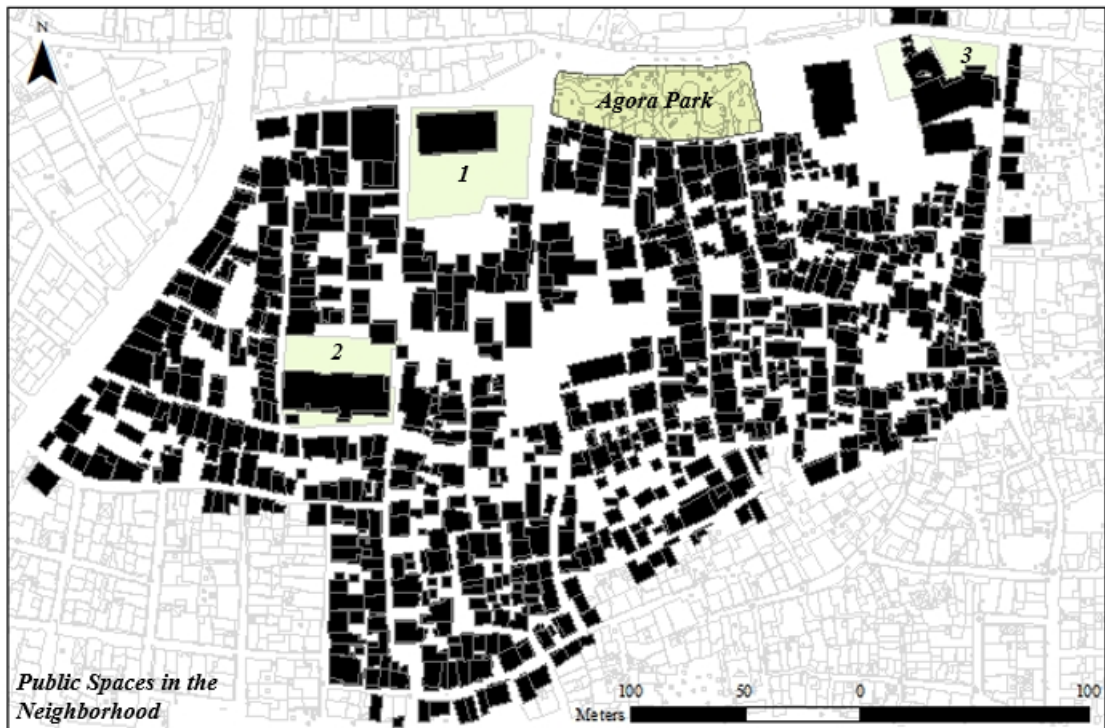 N
3
Agora Park
1
2
Public Spaces in the
Neighborhood
100 50 0 100
Meters